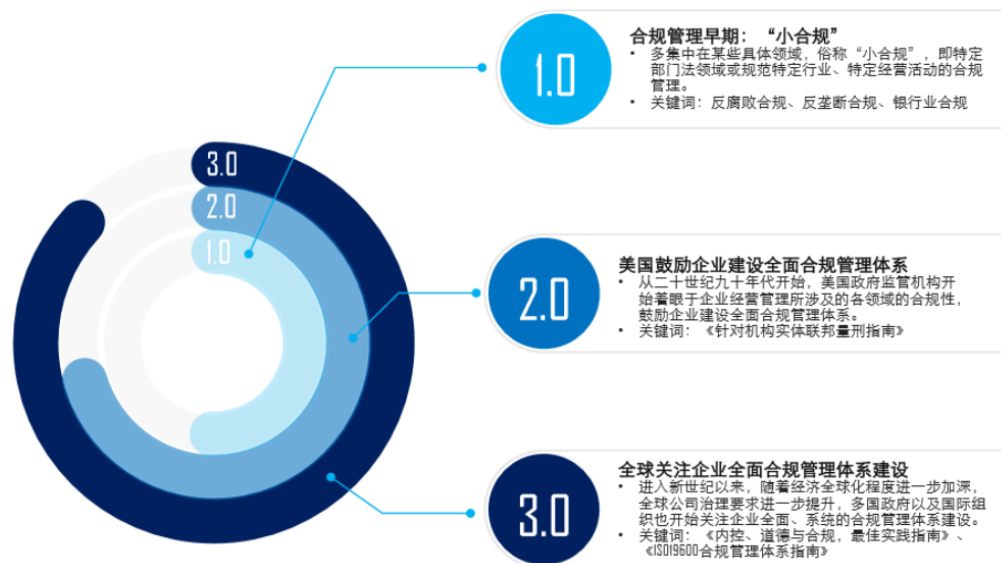 合规管理早期：“小合规”
• 多集中在某些具体领域，俗称“小合规”，即特定
部门法领域或规范特定行业、特定经营活动的合规
管理。
• 关键词：反腐败合规、反垄断合规、银行业合规
1.0
3.0
2.0
1.0
美国鼓励企业建设全面合规管理体系
• 从二十世纪九十年代开始，美国政府监管机构开
始着眼于企业经营管理所涉及的各领域的合规性，
鼓励企业建设全面合规管理体系。
• 关键词：《针对机构实体联邦量刑指南》
2.0
全球关注企业全面合规管理体系建设
• 进入新世纪以来，随着经济全球化程度进一步加深，
全球公司治理要求进一步提升，多国政府以及国际组
织也开始关注企业全面、系统的合规管理体系建设。
• 关键词：《内控、道德与合规，最佳实践指南》、
《ISO19600合规管理体系指南》
3.0